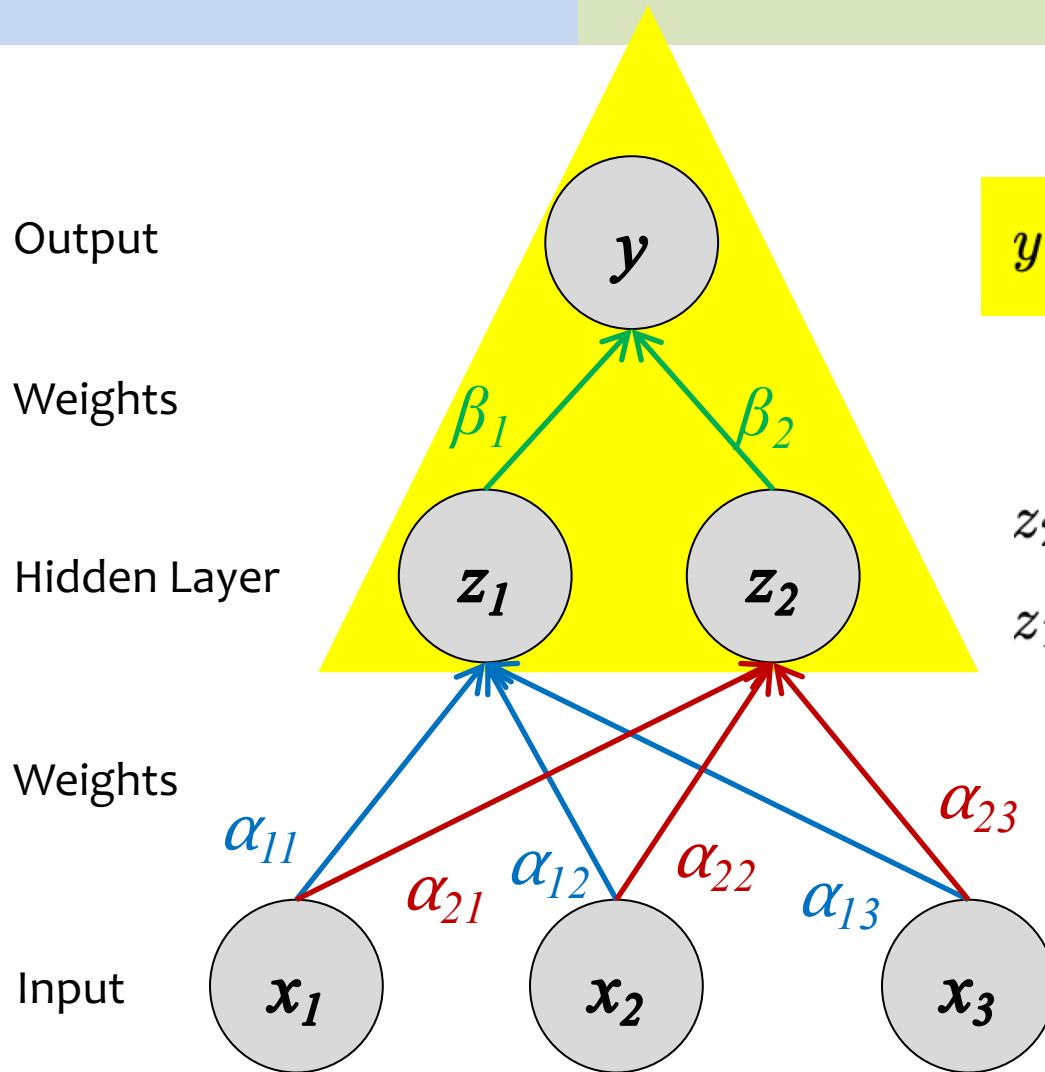 Output
y
y
Weights
β1
β2
Hidden Layer
z1
z2
z
z
Weights
α11
α21
α12
α22
α13
α23
Input
x1
x2
x3